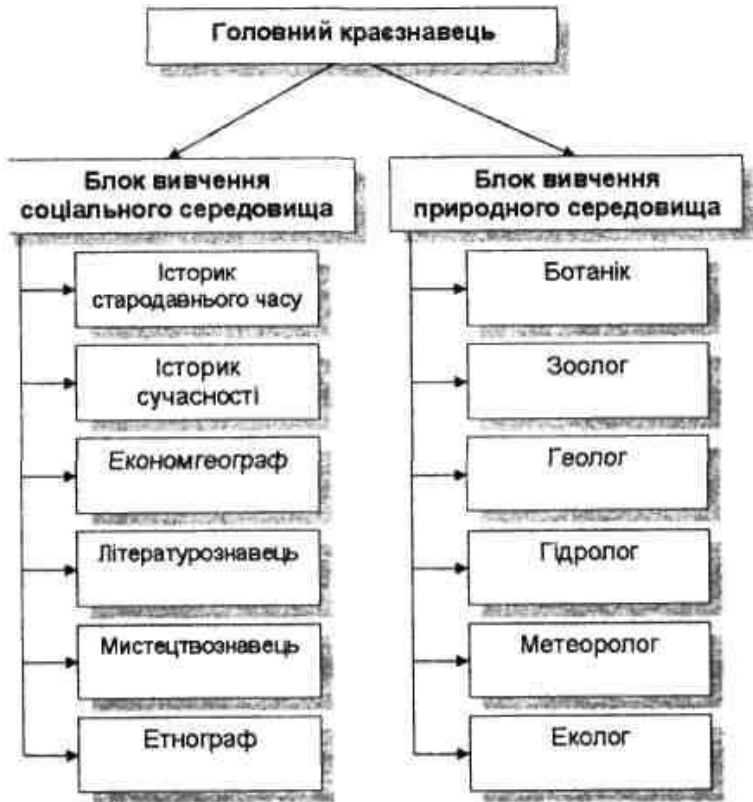 Головний краєзнавець
Блок вивчення
соціального середовища
Історик
стародавнього часу
Історик
сучасності
Економгеограф
Літературознавець
Мистецтвознавець
Етнограф
Блок вивчення
природного середовища
Ботанік
Зоолог
Геолог
Гідролог
Метеоролог
Еколог